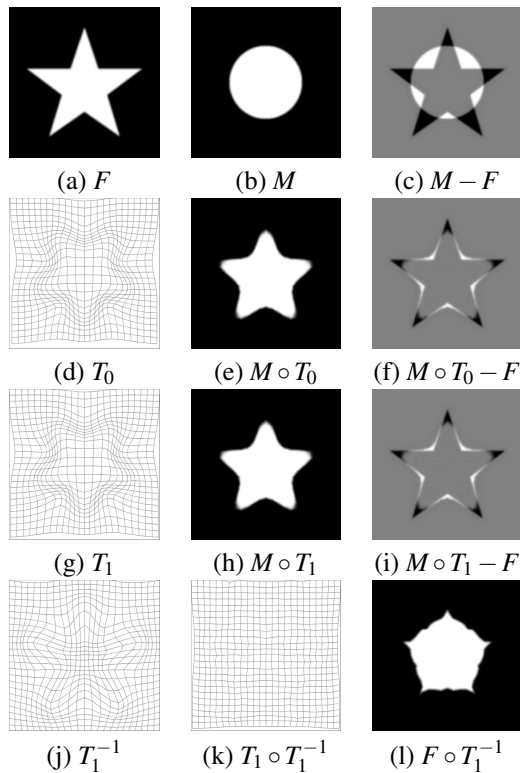 (a) F (b) M (c) M − F
(d) T₀ (e) M ∘ T₀ (f) M ∘ T₀ − F
(g) T₁ (h) M ∘ T₁ (i) M ∘ T₁ − F
(j) T₁⁻¹ (k) T₁ ∘ T₁⁻¹ (l) F ∘ T₁⁻¹